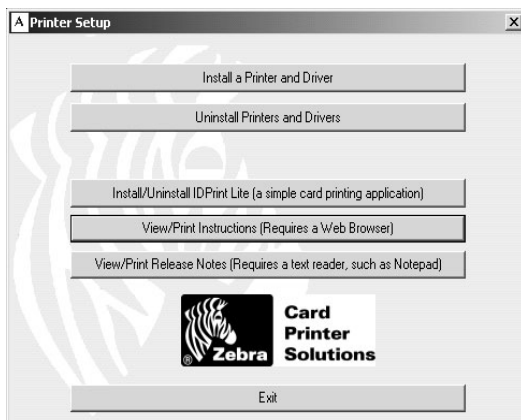 A Printer Setup X
Install a Printer and Driver
Uninstall Printers and Drivers
Install/Uninstall IDPrint Lite (a simple card printing application)
View/Print Instructions (Requires a Web Browser)
View/Print Release Notes (Requires a text reader, such as Notepad)
Card
Printer
® Zebra Solutions
Exit